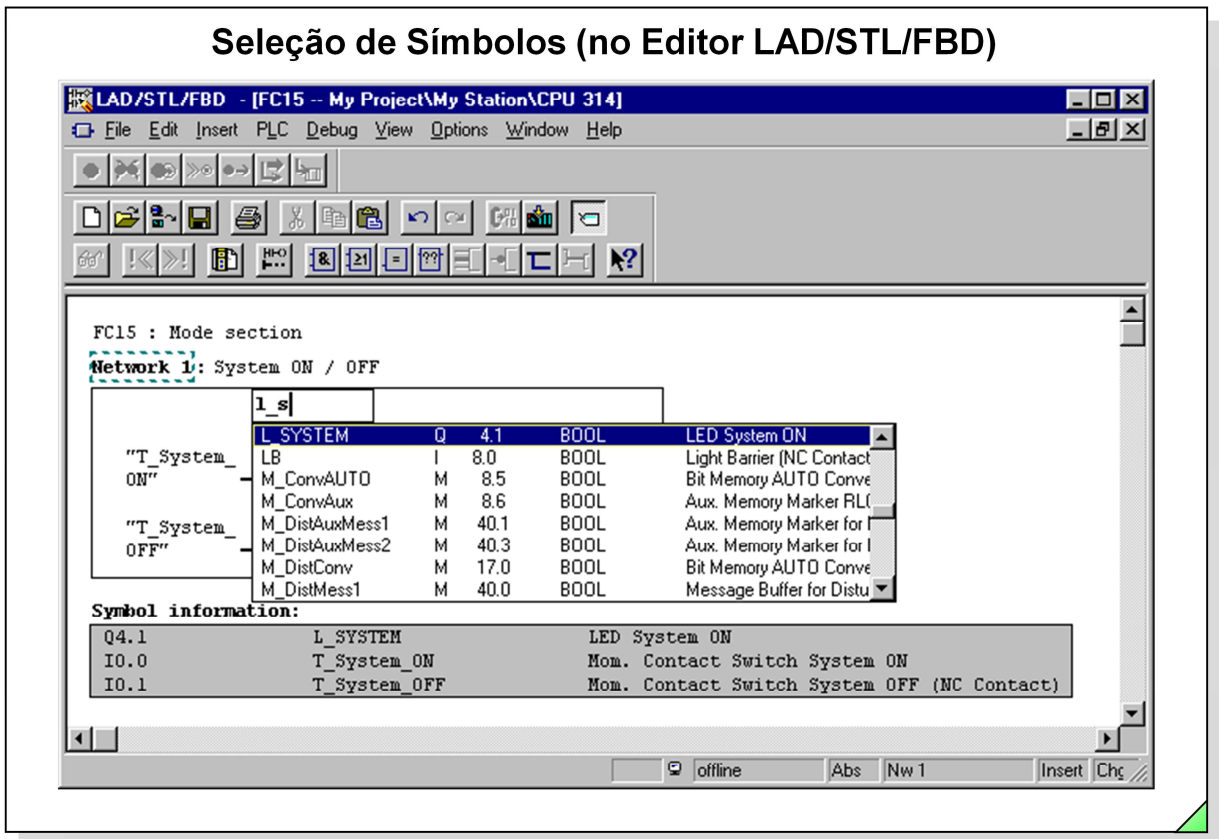 Seleção de Símbolos (no Editor LAD/STL/FBD)
LAD/STL/FBD - [FC15 -- My Project\My Station\CPU 314]
File Edit Insert PLC Debug View Options Window Help
FC15 : Mode section
Network 1: System ON / OFF
l_s
L_SYSTEM Q 4.1 BOOL LED System ON
"T_System_
ON"
LB I 8.0 BOOL Light Barrier (NC Contact
M_ConvAUTO M 8.5 BOOL Bit Memory AUTO Conve
M_ConvAux M 8.6 BOOL Aux. Memory Marker RLO
"T_System_
OFF"
M_DistAuxMess1 M 40.1 BOOL Aux. Memory Marker for
M_DistAuxMess2 M 40.3 BOOL Aux. Memory Marker for
M_DistConv M 17.0 BOOL Bit Memory AUTO Conve
M_DistMess1 M 40.0 BOOL Message Buffer for Distu
Symbol information:
Q4.1 L_SYSTEM LED System ON
I0.0 T_System_ON Mom. Contact Switch System ON
I0.1 T_System_OFF Mom. Contact Switch System OFF (NC Contact)
offline Abs Nw 1 Insert Chg